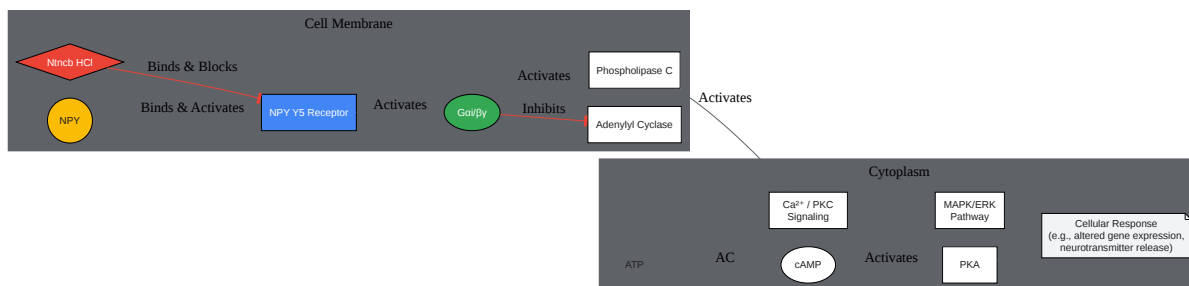 Cell Membrane
Ntncb HCl
Binds & Blocks
NPY
Binds & Activates
NPY Y5 Receptor
Activates
Gαi/βγ
Activates
Inhibits
Phospholipase C
Adenylyl Cyclase
Activates
Cytoplasm
Ca²⁺ / PKC
Signaling
MAPK/ERK
Pathway
Cellular Response
(e.g., altered gene expression,
neurotransmitter release)
ATP
AC
cAMP
Activates
PKA